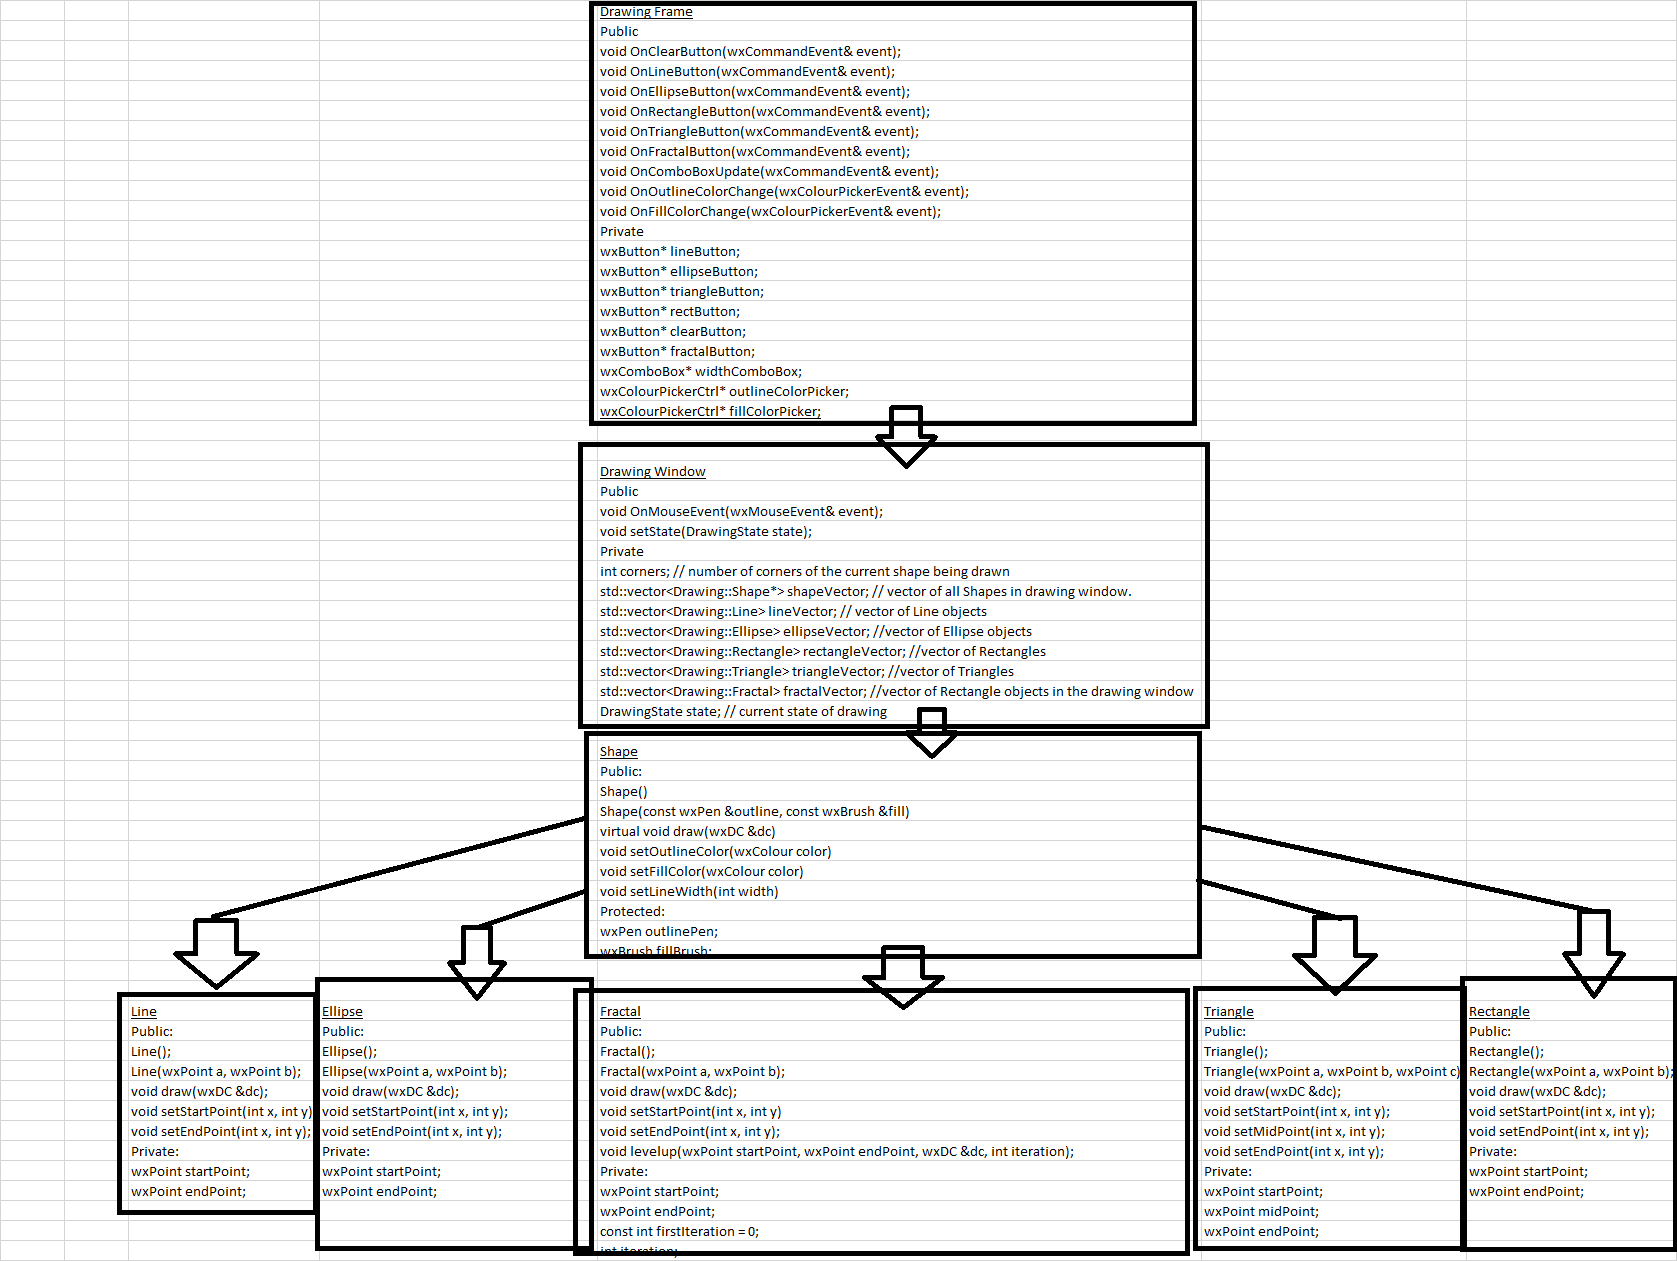 Drawing Frame
Public
void OnClearButton(wxCommandEvent& event);
void OnLineButton(wxCommandEvent& event);
void OnEllipseButton(wxCommandEvent& event);
void OnRectangleButton(wxCommandEvent& event);
void OnTriangleButton(wxCommandEvent& event);
void OnFractalButton(wxCommandEvent& event);
void OnComboBoxUpdate(wxCommandEvent& event);
void OnOutlineColorChange(wxColourPickerEvent& event);
void OnFillColorChange(wxColourPickerEvent& event);
Private
wxButton* lineButton;
wxButton* ellipseButton;
wxButton* triangleButton;
wxButton* rectButton;
wxButton* clearButton;
wxButton* fractalButton;
wxComboBox* widthComboBox;
wxColourPickerCtrl* outlineColorPicker;
wxColourPickerCtrl* fillColorPicker;
Drawing Window
Public
void OnMouseEvent(wxMouseEvent& event);
void setState(DrawingState state);
Private
int corners; // number of corners of the current shape being drawn
std::vector<Drawing::Shape*> shapeVector; // vector of all Shapes in drawing window.
std::vector<Drawing::Line> lineVector; // vector of Line objects
std::vector<Drawing::Ellipse> ellipseVector; //vector of Ellipse objects
std::vector<Drawing::Rectangle> rectangleVector; //vector of Rectangles
std::vector<Drawing::Triangle> triangleVector; //vector of Triangles
std::vector<Drawing::Fractal> fractalVector; //vector of Rectangle objects in the drawing window
DrawingState state; // current state of drawing
Shape
Public:
Shape()
Shape(const wxPen &outline, const wxBrush &fill)
virtual void draw(wxDC &dc)
void setOutlineColor(wxColour color)
void setFillColor(wxColour color)
void setLineWidth(int width)
Protected:
wxPen outlinePen;
wxBrush fillBrush;
Line
Public:
Line();
Line(wxPoint a, wxPoint b);
void draw(wxDC &dc);
void setStartPoint(int x, int y)
void setEndPoint(int x, int y);
Private:
wxPoint startPoint;
wxPoint endPoint;
Ellipse
Public:
Ellipse();
Ellipse(wxPoint a, wxPoint b);
void draw(wxDC &dc);
void setStartPoint(int x, int y);
void setEndPoint(int x, int y);
Private:
wxPoint startPoint;
wxPoint endPoint;
Fractal
Public:
Fractal();
Fractal(wxPoint a, wxPoint b);
void draw(wxDC &dc);
void setStartPoint(int x, int y)
void setEndPoint(int x, int y);
void levelup(wxPoint startPoint, wxPoint endPoint, wxDC &dc, int iteration);
Private:
wxPoint startPoint;
wxPoint endPoint;
const int firstIteration = 0;
int iteration;
Triangle
Public:
Triangle();
Triangle(wxPoint a, wxPoint b, wxPoint c)
void draw(wxDC &dc);
void setStartPoint(int x, int y);
void setMidPoint(int x, int y);
void setEndPoint(int x, int y);
Private:
wxPoint startPoint;
wxPoint midPoint;
wxPoint endPoint;
Rectangle
Public:
Rectangle();
Rectangle(wxPoint a, wxPoint b);
void draw(wxDC &dc);
void setStartPoint(int x, int y);
void setEndPoint(int x, int y);
Private:
wxPoint startPoint;
wxPoint endPoint;